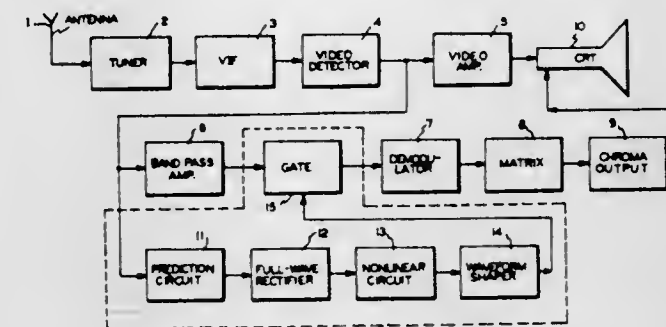 1 ANTENNA
2 TUNER
3 VIF
4 VIDEO DETECTOR
5 VIDEO AMP.
10 CRT
6 BAND PASS AMP.
GATE 15
7 DEMODU-LATOR
8 MATRIX
9 CHROMA OUTPUT
11 PREDICTION CIRCUIT
12 FULL-WAVE RECTIFIER
13 NONLINEAR CIRCUIT
14 WAVEFORM SHAPER